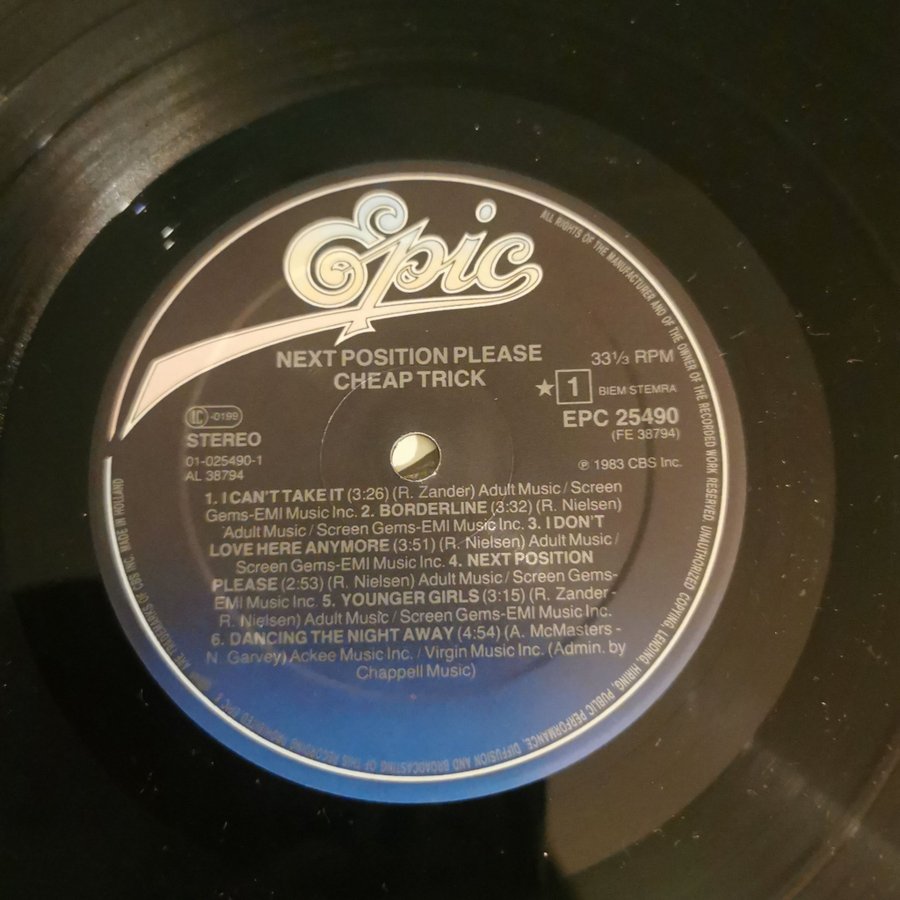 Epic
NEXT POSITION PLEASE
CHEAP TRICK
33⅓ RPM
★ 1 BIEM STEMRA
EPC 25490
(FE 38794)
℗ 1983 CBS Inc.
LC -0199
STEREO
01-025490-1
AL 38794
1. I CAN'T TAKE IT (3:26) (R. Zander) Adult Music / Screen
Gems-EMI Music Inc. 2. BORDERLINE (3:32) (R. Nielsen)
Adult Music / Screen Gems-EMI Music Inc. 3. I DON'T
LOVE HERE ANYMORE (3:51) (R. Nielsen) Adult Music /
Screen Gems-EMI Music Inc. 4. NEXT POSITION
PLEASE (2:53) (R. Nielsen) Adult Music / Screen Gems-
EMI Music Inc. 5. YOUNGER GIRLS (3:15) (R. Zander -
R. Nielsen) Adult Music / Screen Gems-EMI Music Inc.
6. DANCING THE NIGHT AWAY (4:54) (A. McMasters -
N. Garvey) Ackee Music Inc. / Virgin Music Inc. (Admin. by
Chappell Music)
ALL RIGHTS OF THE MANUFACTURER AND OF THE OWNER OF THE RECORDED WORK RESERVED. UNAUTHORIZED COPYING, LENDING, HIRING, PUBLIC PERFORMANCE, DIFFUSION AND BROADCASTING OF THIS RECORDING PROHIBITED
ARE TRADEMARKS OF CBS INC. MADE IN HOLLAND